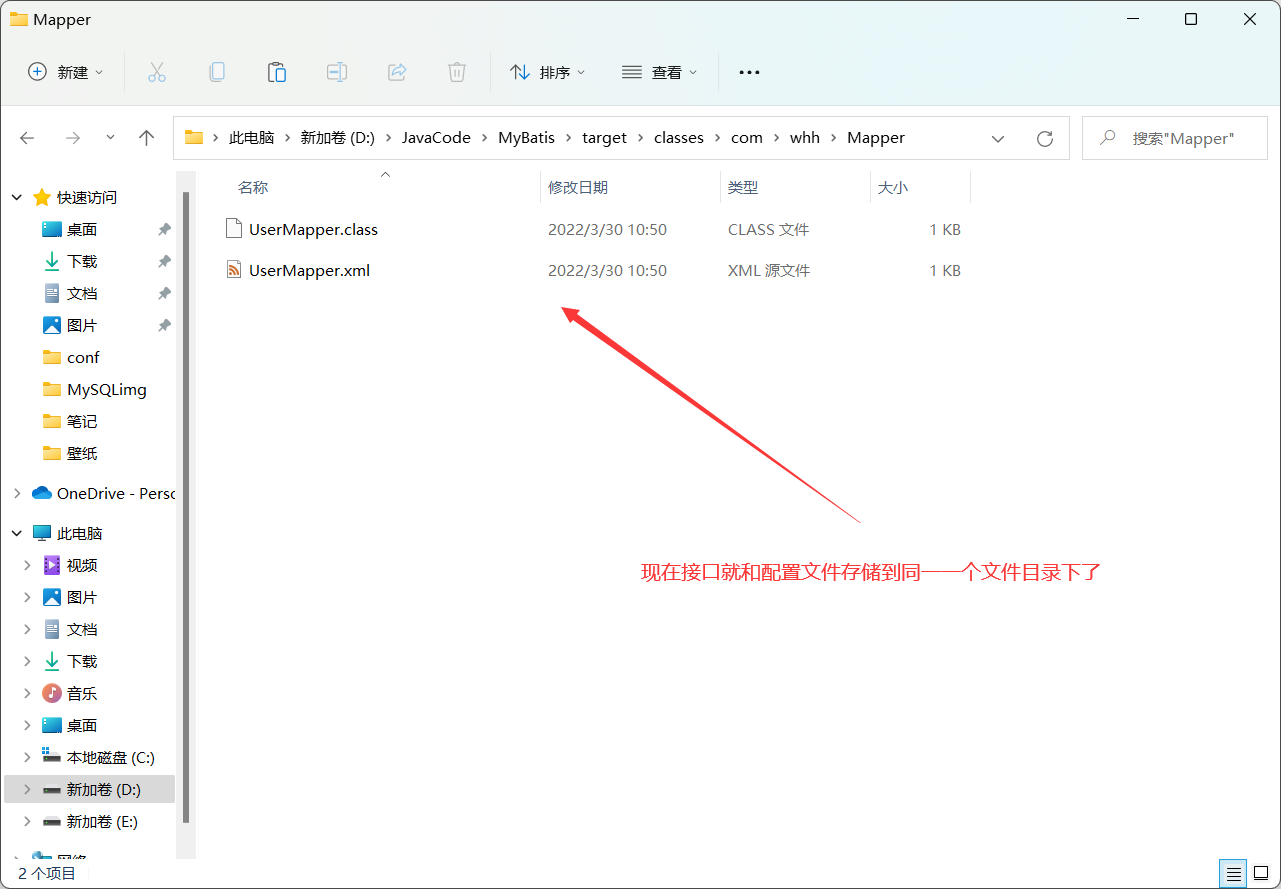 Mapper
新建
排序
查看
此电脑 > 新加卷 (D:) > JavaCode > MyBatis > target > classes > com > whh > Mapper
搜索"Mapper"
名称 修改日期 类型 大小
UserMapper.class 2022/3/30 10:50 CLASS 文件 1 KB
UserMapper.xml 2022/3/30 10:50 XML 源文件 1 KB
现在接口就和配置文件存储到同一一个文件目录下了
快速访问
桌面
下载
文档
图片
conf
MySQLimg
笔记
壁纸
OneDrive - Perso
此电脑
视频
图片
文档
下载
音乐
桌面
本地磁盘 (C:)
新加卷 (D:)
新加卷 (E:)
网络
2 个项目